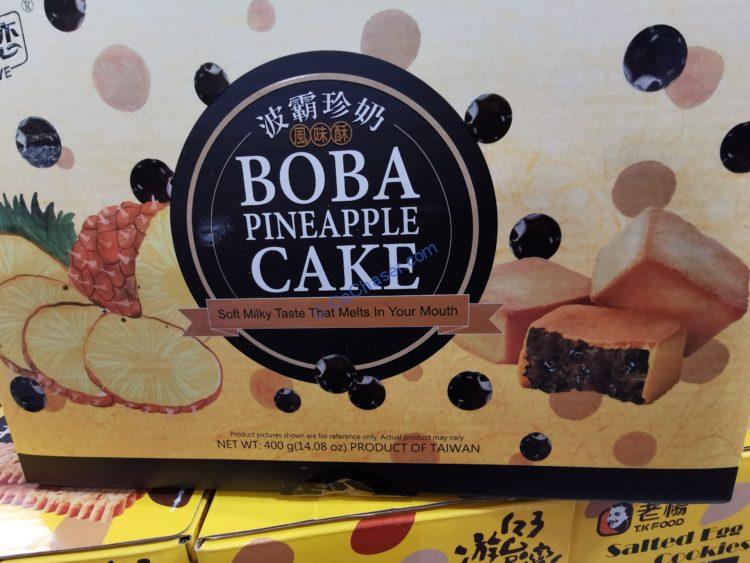 ®
戀
波霸珍奶
風味酥
BOBA
PINEAPPLE
CAKE
Soft Milky Taste That Melts In Your Mouth
Product pictures shown are for reference only. Actual product may vary
NET WT: 400 g(14.08 oz) PRODUCT OF TAIWAN
老楊
T.K FOOD
Salted Egg
Cookies